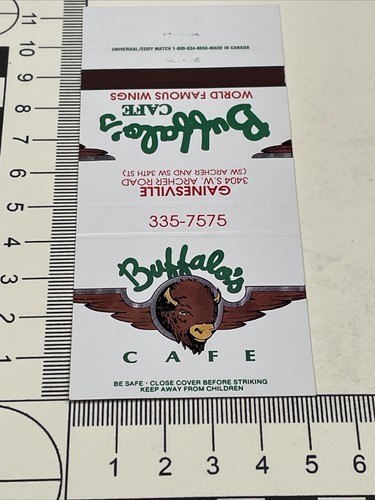 UNIVERSAL/EDDY MATCH 1-800-634-6656 MADE IN CANADA
WORLD FAMOUS WINGS
CAFE
Buffalo's
(SW ARCHER AND SW 34TH ST)
3404 S.W. ARCHER ROAD
GAINESVILLE
335-7575
Buffalo's
CAFE
BE SAFE · CLOSE COVER BEFORE STRIKING
KEEP AWAY FROM CHILDREN
11
10
9
8
7
6
5
4
3
2
1
1 2 3 4 5 6